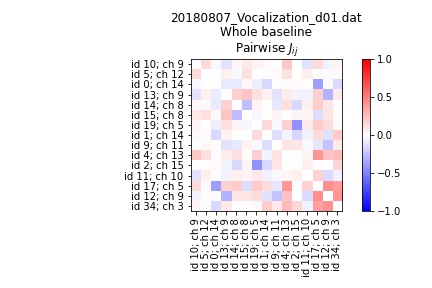 20180807_Vocalization_d01.dat
Whole baseline
Pairwise J_ij
id 10; ch 9
id 5; ch 12
id 0; ch 14
id 13; ch 9
id 14; ch 8
id 15; ch 8
id 19; ch 5
id 1; ch 14
id 9; ch 11
id 4; ch 13
id 2; ch 15
id 11; ch 10
id 17; ch 5
id 12; ch 9
id 34; ch 3
id 10; ch 9
id 5; ch 12
id 0; ch 14
id 13; ch 9
id 14; ch 8
id 15; ch 8
id 19; ch 5
id 1; ch 14
id 9; ch 11
id 4; ch 13
id 2; ch 15
id 11; ch 10
id 17; ch 5
id 12; ch 9
id 34; ch 3
1.0
0.5
0.0
−0.5
−1.0